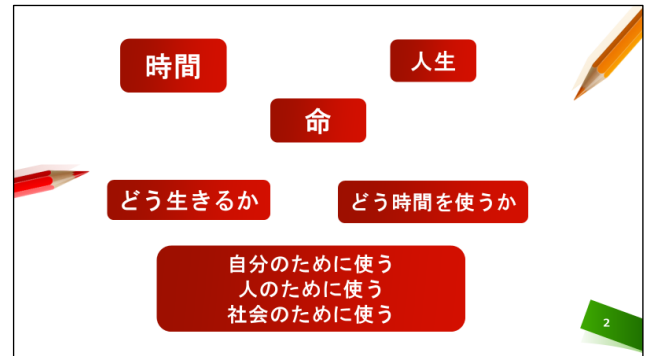 時間
人生
命
どう生きるか
どう時間を使うか
自分のために使う
人のために使う
社会のために使う
2